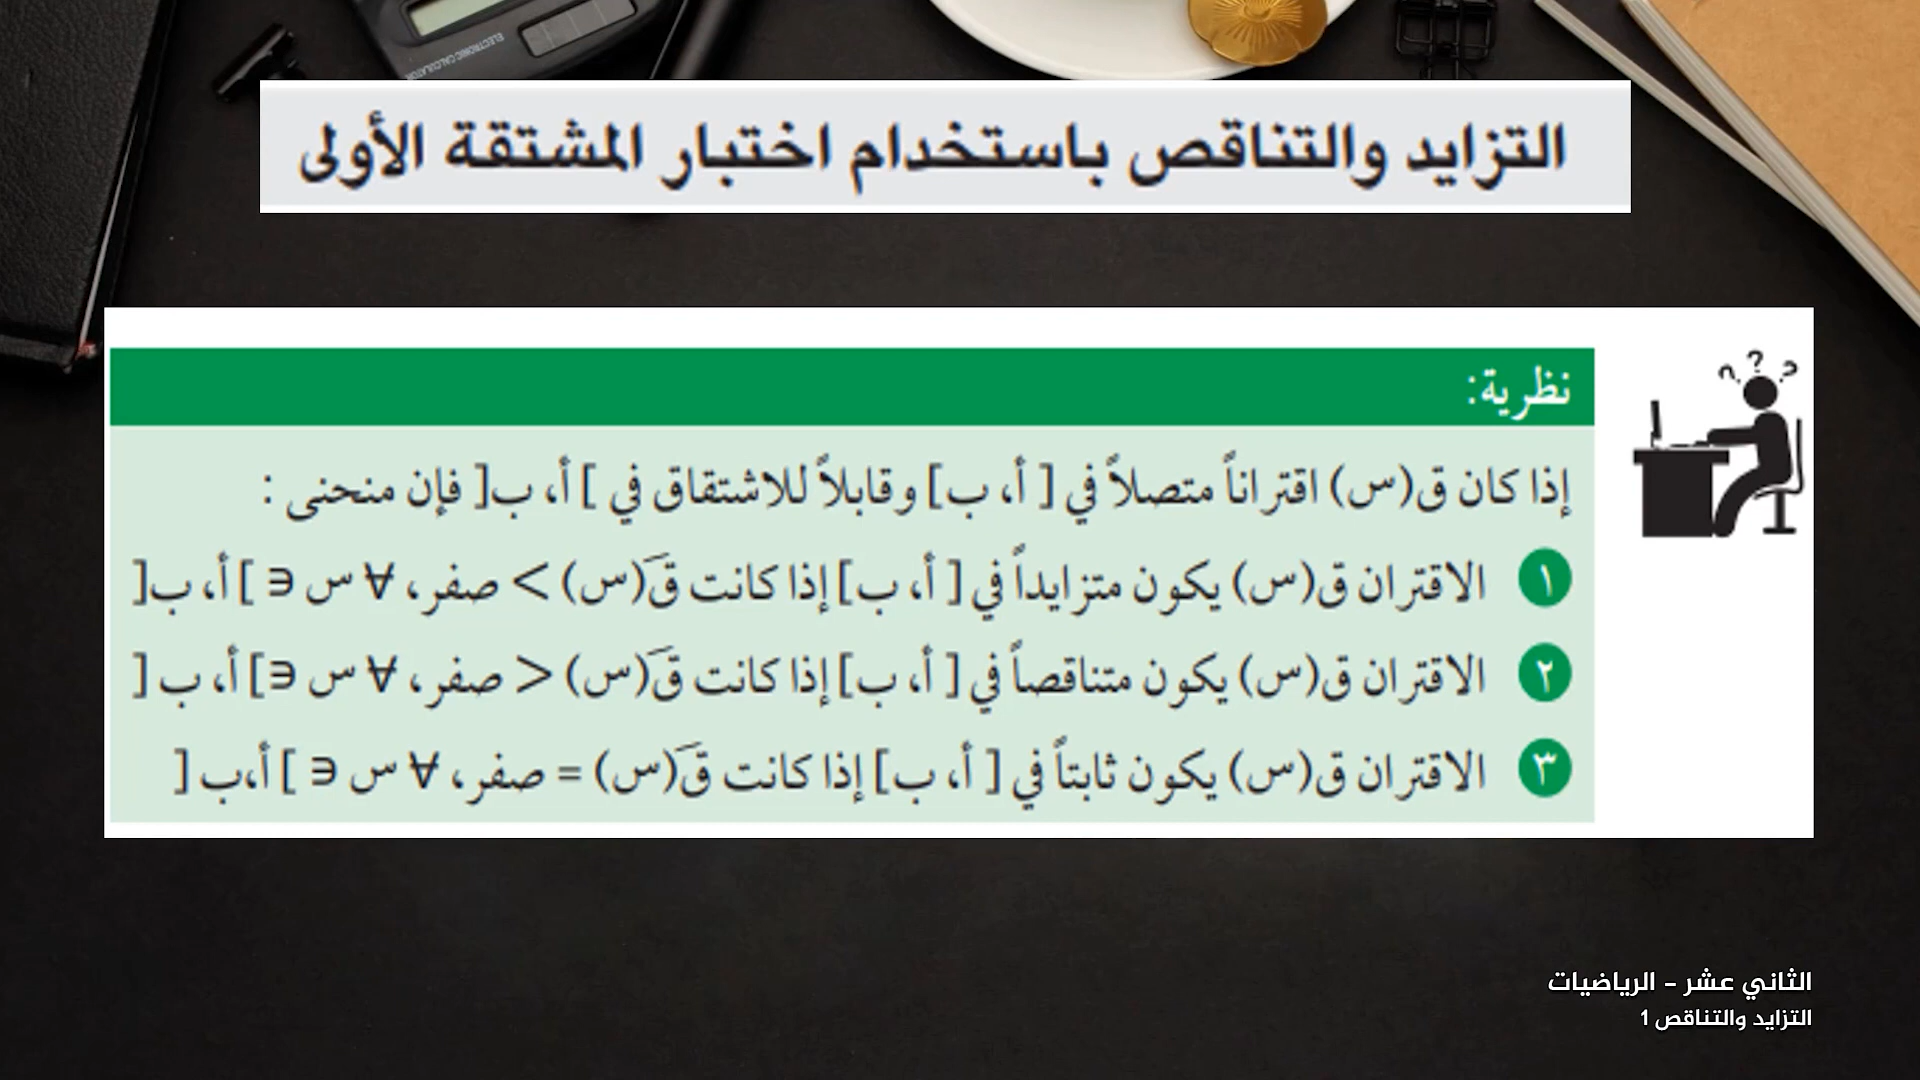 ELECTRONIC CALCULATOR
التزايد والتناقص باستخدام اختبار المشتقة الأولى
نظرية:
إذا كان ق(س) اقتراناً متصلاً في [ أ، ب] وقابلاً للاشتقاق في ] أ، ب[ فإن منحنى :
١ الاقتران ق(س) يكون متزايداً في [ أ، ب] إذا كانت قَ(س) > صفر، ∀ س ∈ ] أ، ب[
٢ الاقتران ق(س) يكون متناقصاً في [ أ، ب] إذا كانت قَ(س) < صفر، ∀ س ∈ ] أ، ب [
٣ الاقتران ق(س) يكون ثابتاً في [ أ، ب] إذا كانت قَ(س) = صفر، ∀ س ∈ ] أ،ب [
الثاني عشر - الرياضيات
التزايد والتناقص 1